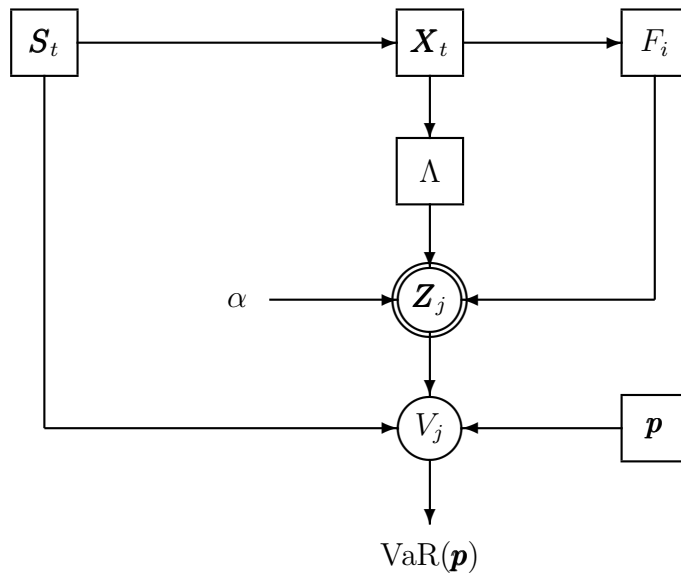 S_t X_t F_i
Λ
α Z_j
V_j p
VaR(p)